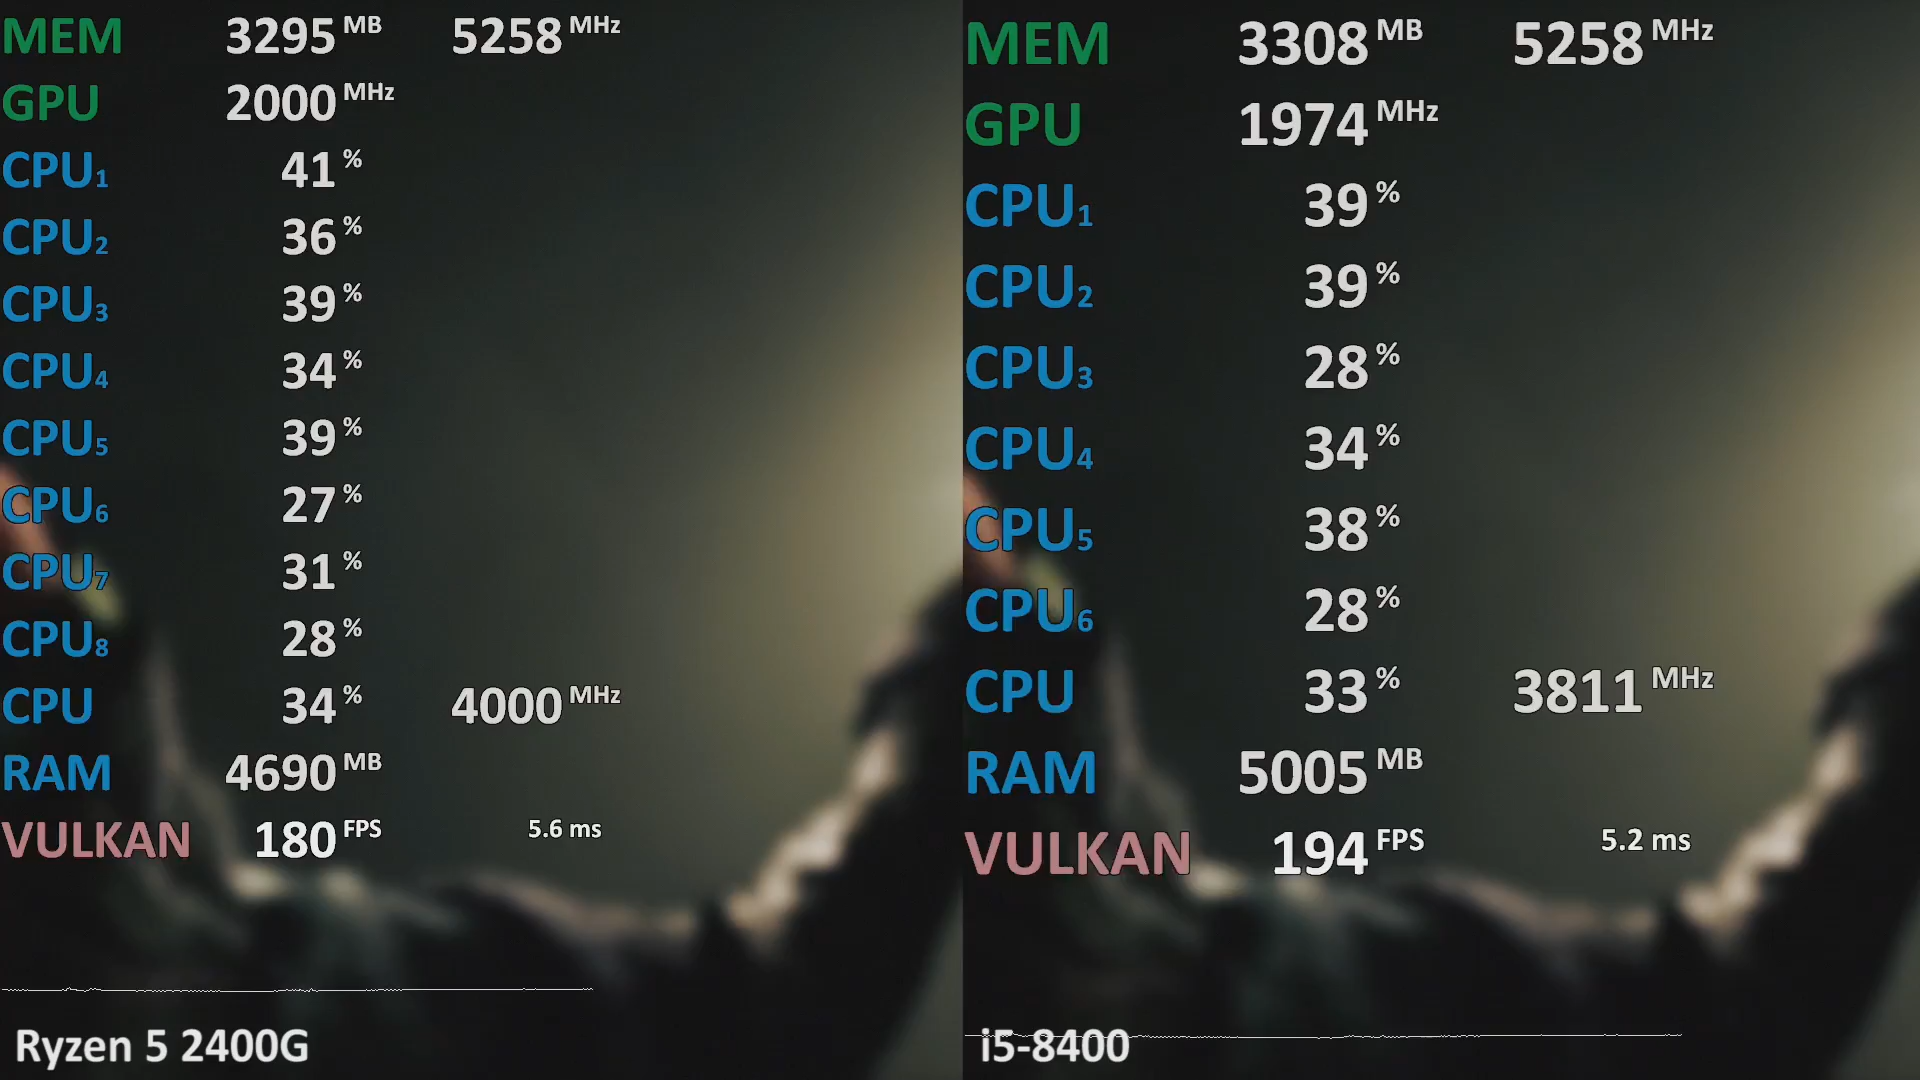 MEM 3295 MB 5258 MHz
GPU 2000 MHz
CPU1 41 %
CPU2 36 %
CPU3 39 %
CPU4 34 %
CPU5 39 %
CPU6 27 %
CPU7 31 %
CPU8 28 %
CPU 34 % 4000 MHz
RAM 4690 MB
VULKAN 180 FPS 5.6 ms
Ryzen 5 2400G
MEM 3308 MB 5258 MHz
GPU 1974 MHz
CPU1 39 %
CPU2 39 %
CPU3 28 %
CPU4 34 %
CPU5 38 %
CPU6 28 %
CPU 33 % 3811 MHz
RAM 5005 MB
VULKAN 194 FPS 5.2 ms
i5-8400